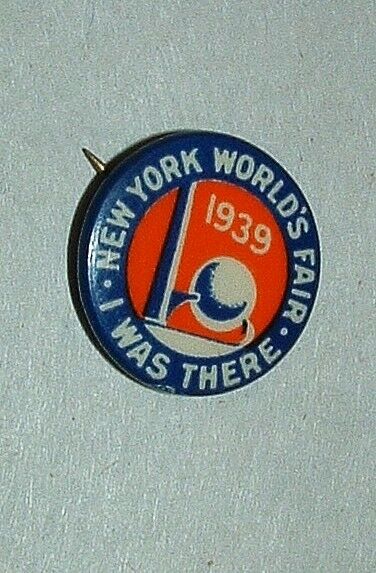 · NEW YORK WORLD'S FAIR ·
1939
I WAS THERE